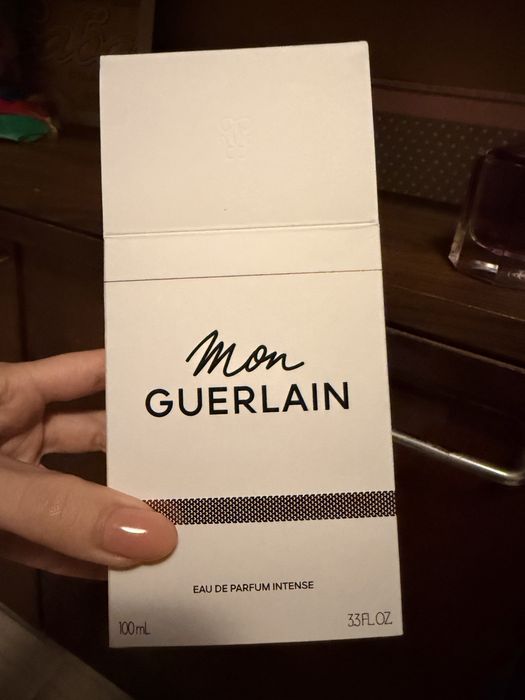 Mon
GUERLAIN
EAU DE PARFUM INTENSE
100mL 3.3FL.OZ.